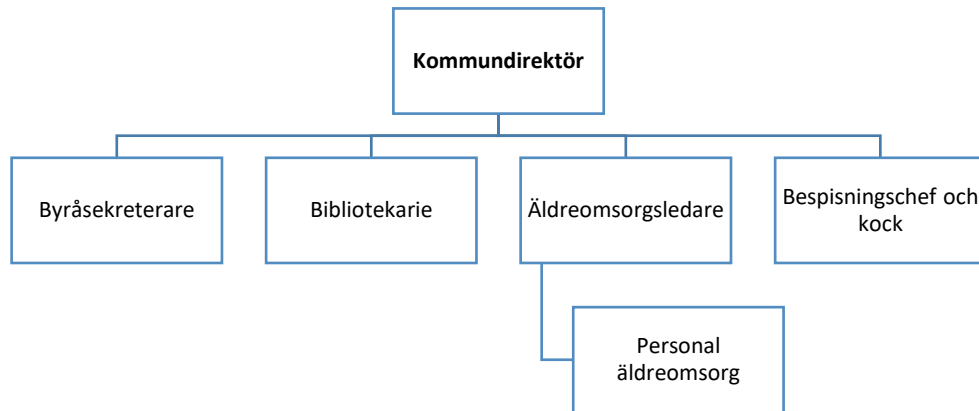 Kommundirektör
Byråsekreterare
Bibliotekarie
Äldreomsorgsledare
Bespisningschef och
kock
Personal
äldreomsorg